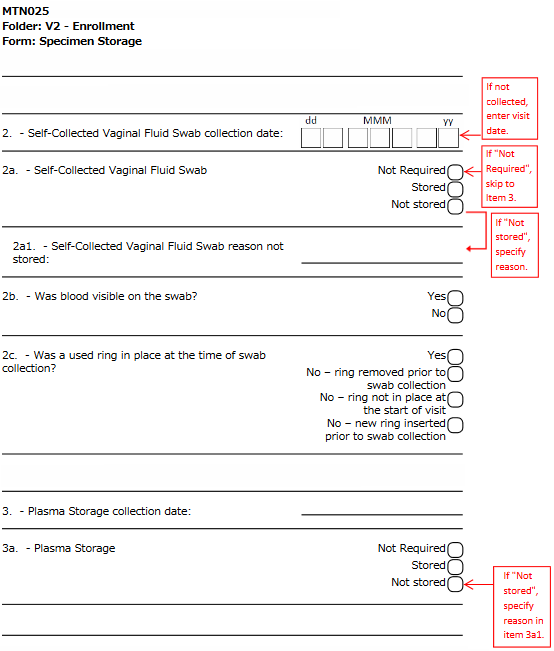 MTN025
Folder: V2 - Enrollment
Form: Specimen Storage
If not
collected,
enter visit
date.
dd MMM yy
2. - Self-Collected Vaginal Fluid Swab collection date:
2a. - Self-Collected Vaginal Fluid Swab
Not Required
Stored
Not stored
If "Not
Required",
skip to
Item 3.
2a1. - Self-Collected Vaginal Fluid Swab reason not
stored:
If "Not
stored",
specify
reason.
2b. - Was blood visible on the swab?
Yes
No
2c. - Was a used ring in place at the time of swab
collection?
Yes
No – ring removed prior to
swab collection
No – ring not in place at
the start of visit
No – new ring inserted
prior to swab collection
3. - Plasma Storage collection date:
3a. - Plasma Storage
Not Required
Stored
Not stored
If "Not
stored",
specify
reason in
item 3a1.